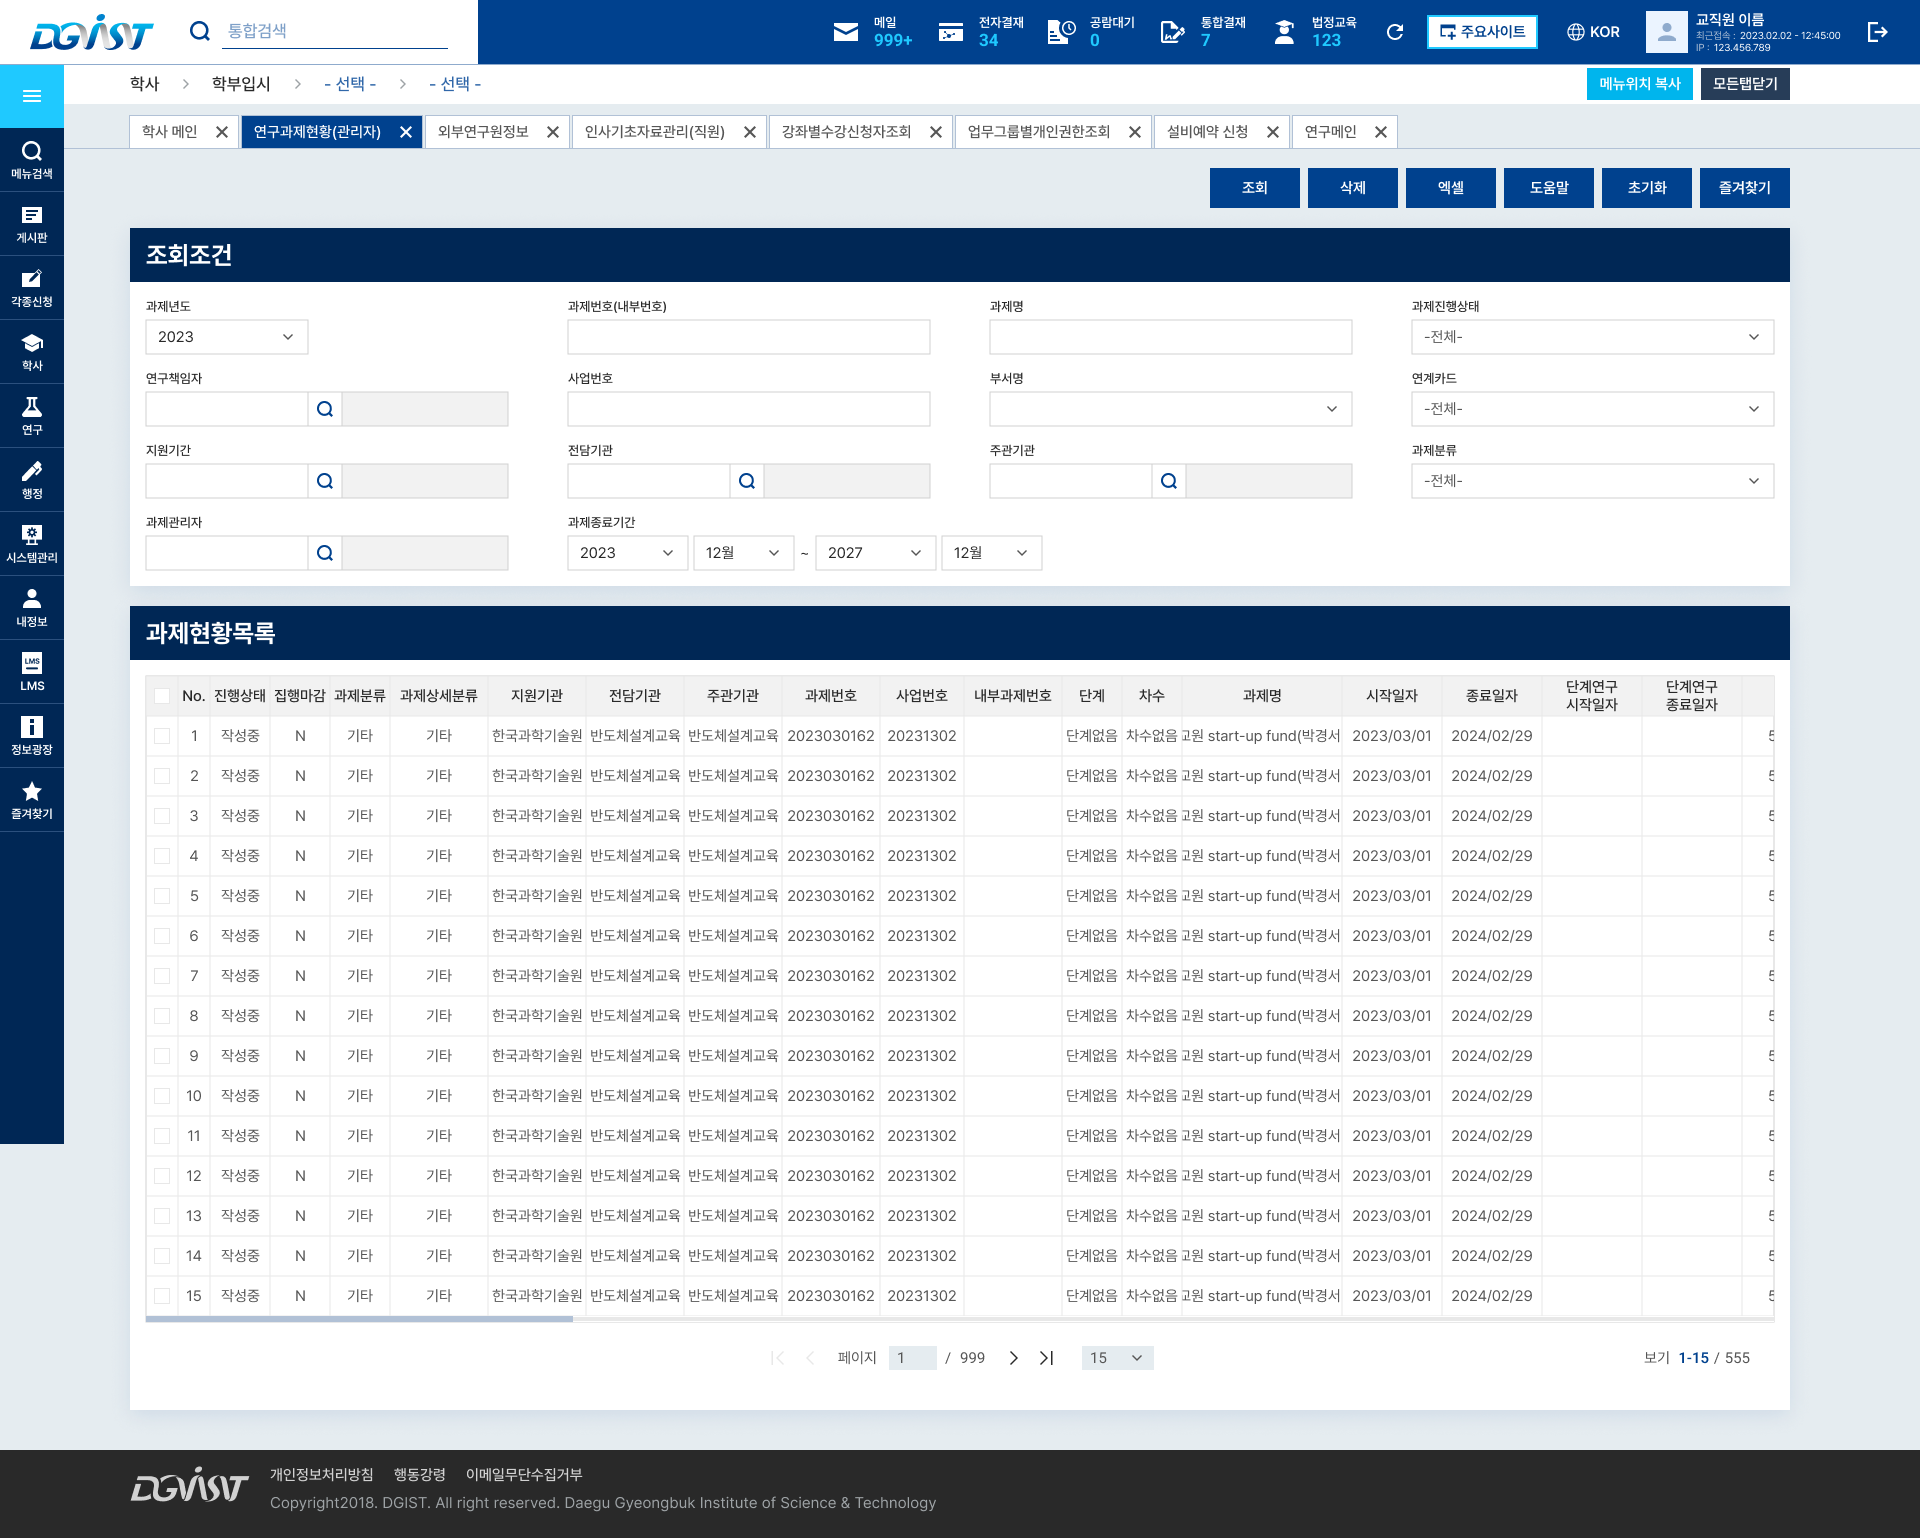 DGIST 통합검색
메일 999+ 전자결재 34 공람대기 0 통합결재 7 법정교육 123 주요사이트 KOR 교직원 이름
최근접속 : 2023.02.02 - 12:45:00
IP : 123.456.789
학사 학부입시 - 선택 - - 선택 - 메뉴위치 복사 모든탭닫기
학사 메인 연구과제현황(관리자) 외부연구원정보 인사기초자료관리(직원) 강좌별수강신청자조회 업무그룹별개인권한조회 설비예약 신청 연구메인
메뉴검색
게시판
각종신청
학사
연구
행정
시스템관리
내정보
LMS
LMS
정보광장
즐겨찾기
조회 삭제 엑셀 도움말 초기화 즐겨찾기
조회조건
과제년도 과제번호(내부번호) 과제명 과제진행상태
2023 -전체-
연구책임자 사업번호 부서명 연계카드
-전체-
지원기간 전담기관 주관기관 과제분류
-전체-
과제관리자 과제종료기간
2023 12월 ~ 2027 12월
과제현황목록
No. 진행상태 집행마감 과제분류 과제상세분류 지원기관 전담기관 주관기관 과제번호 사업번호 내부과제번호 단계 차수 과제명 시작일자 종료일자 단계연구 시작일자 단계연구 종료일자
1 작성중 N 기타 기타 한국과학기술원 반도체설계교육 반도체설계교육 2023030162 20231302 단계없음 차수없음 교원 start-up fund(박경서 2023/03/01 2024/02/29 5
2 작성중 N 기타 기타 한국과학기술원 반도체설계교육 반도체설계교육 2023030162 20231302 단계없음 차수없음 교원 start-up fund(박경서 2023/03/01 2024/02/29 5
3 작성중 N 기타 기타 한국과학기술원 반도체설계교육 반도체설계교육 2023030162 20231302 단계없음 차수없음 교원 start-up fund(박경서 2023/03/01 2024/02/29 5
4 작성중 N 기타 기타 한국과학기술원 반도체설계교육 반도체설계교육 2023030162 20231302 단계없음 차수없음 교원 start-up fund(박경서 2023/03/01 2024/02/29 5
5 작성중 N 기타 기타 한국과학기술원 반도체설계교육 반도체설계교육 2023030162 20231302 단계없음 차수없음 교원 start-up fund(박경서 2023/03/01 2024/02/29 5
6 작성중 N 기타 기타 한국과학기술원 반도체설계교육 반도체설계교육 2023030162 20231302 단계없음 차수없음 교원 start-up fund(박경서 2023/03/01 2024/02/29 5
7 작성중 N 기타 기타 한국과학기술원 반도체설계교육 반도체설계교육 2023030162 20231302 단계없음 차수없음 교원 start-up fund(박경서 2023/03/01 2024/02/29 5
8 작성중 N 기타 기타 한국과학기술원 반도체설계교육 반도체설계교육 2023030162 20231302 단계없음 차수없음 교원 start-up fund(박경서 2023/03/01 2024/02/29 5
9 작성중 N 기타 기타 한국과학기술원 반도체설계교육 반도체설계교육 2023030162 20231302 단계없음 차수없음 교원 start-up fund(박경서 2023/03/01 2024/02/29 5
10 작성중 N 기타 기타 한국과학기술원 반도체설계교육 반도체설계교육 2023030162 20231302 단계없음 차수없음 교원 start-up fund(박경서 2023/03/01 2024/02/29 5
11 작성중 N 기타 기타 한국과학기술원 반도체설계교육 반도체설계교육 2023030162 20231302 단계없음 차수없음 교원 start-up fund(박경서 2023/03/01 2024/02/29 5
12 작성중 N 기타 기타 한국과학기술원 반도체설계교육 반도체설계교육 2023030162 20231302 단계없음 차수없음 교원 start-up fund(박경서 2023/03/01 2024/02/29 5
13 작성중 N 기타 기타 한국과학기술원 반도체설계교육 반도체설계교육 2023030162 20231302 단계없음 차수없음 교원 start-up fund(박경서 2023/03/01 2024/02/29 5
14 작성중 N 기타 기타 한국과학기술원 반도체설계교육 반도체설계교육 2023030162 20231302 단계없음 차수없음 교원 start-up fund(박경서 2023/03/01 2024/02/29 5
15 작성중 N 기타 기타 한국과학기술원 반도체설계교육 반도체설계교육 2023030162 20231302 단계없음 차수없음 교원 start-up fund(박경서 2023/03/01 2024/02/29 5
페이지 1 / 999 15 보기 1-15 / 555
DGIST 개인정보처리방침 행동강령 이메일무단수집거부
Copyright2018. DGIST. All right reserved. Daegu Gyeongbuk Institute of Science & Technology